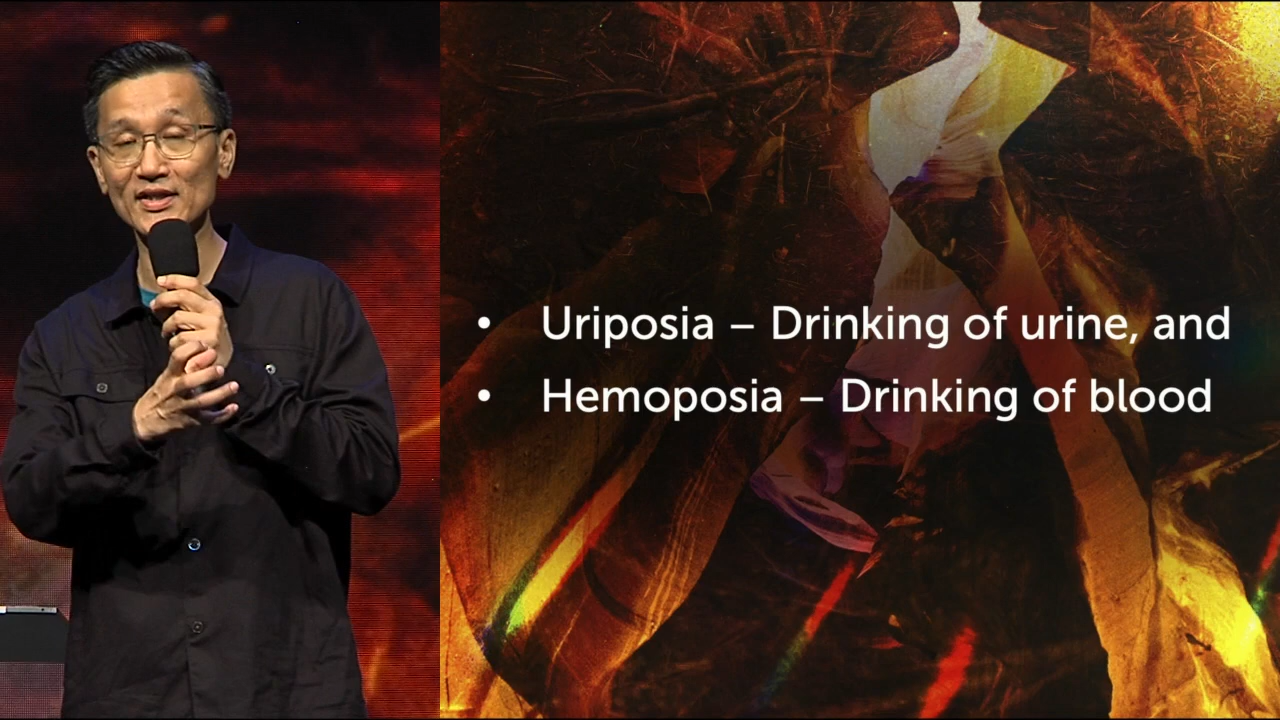 • Uriposia – Drinking of urine, and
• Hemoposia – Drinking of blood